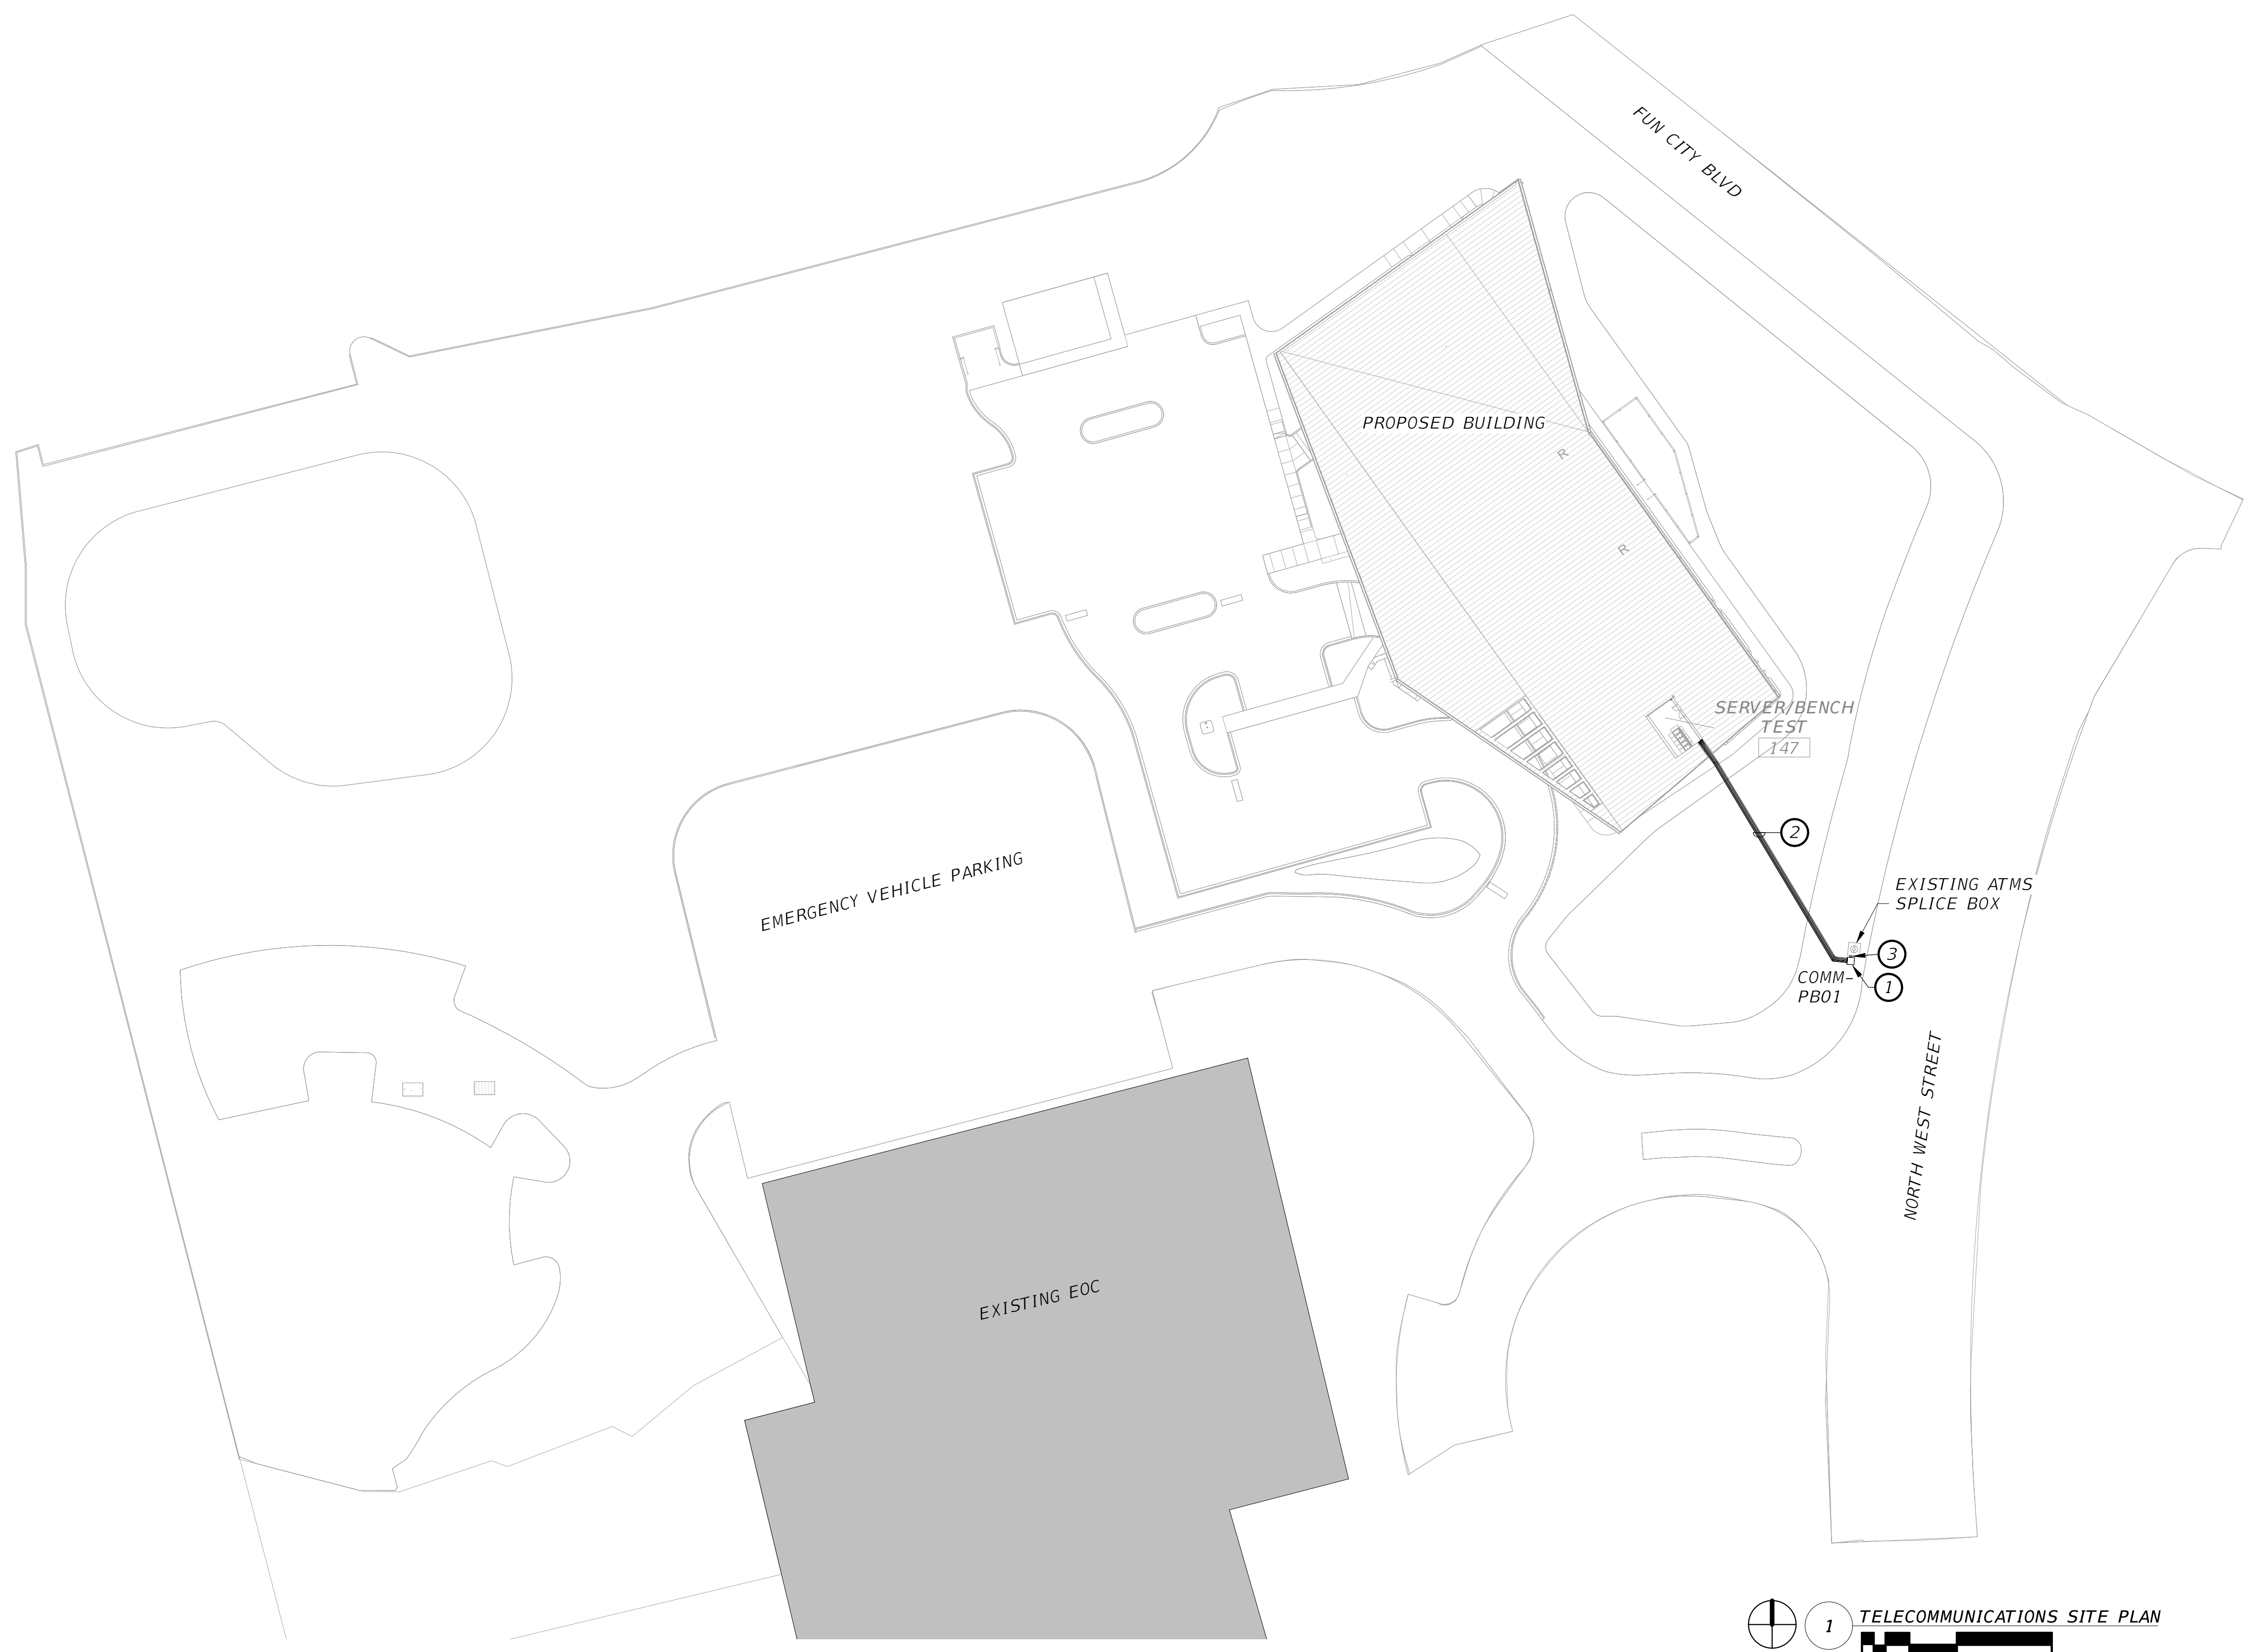 FUN CITY BLVD
PROPOSED BUILDING
R
R
SERVER/BENCH
TEST
147
2
EMERGENCY VEHICLE PARKING
EXISTING ATMS
SPLICE BOX
3
COMM-
PB01
1
NORTH WEST STREET
EXISTING EOC
1
TELECOMMUNICATIONS SITE PLAN